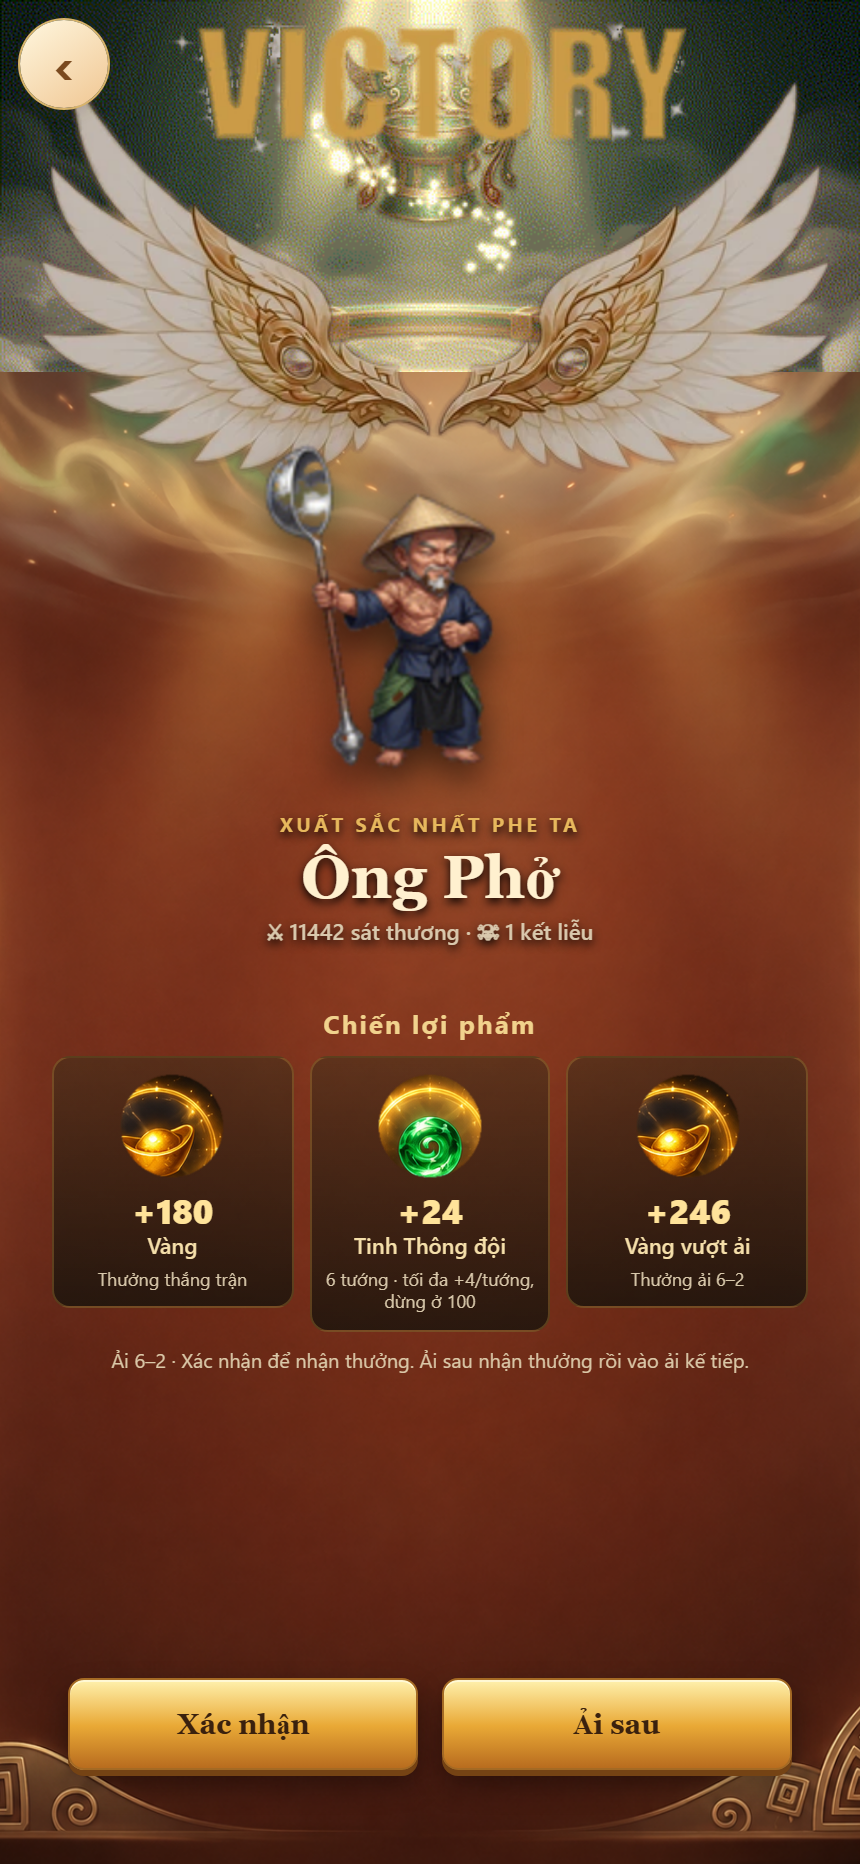 VICTORY
XUẤT SẮC NHẤT PHE TA
Ông Phở
11442 sát thương · 1 kết liễu
Chiến lợi phẩm
+180
Vàng
Thưởng thắng trận
+24
Tinh Thông đội
6 tướng · tối đa +4/tướng,
dừng ở 100
+246
Vàng vượt ải
Thưởng ải 6–2
Ải 6–2 · Xác nhận để nhận thưởng. Ải sau nhận thưởng rồi vào ải kế tiếp.
Xác nhận
Ải sau